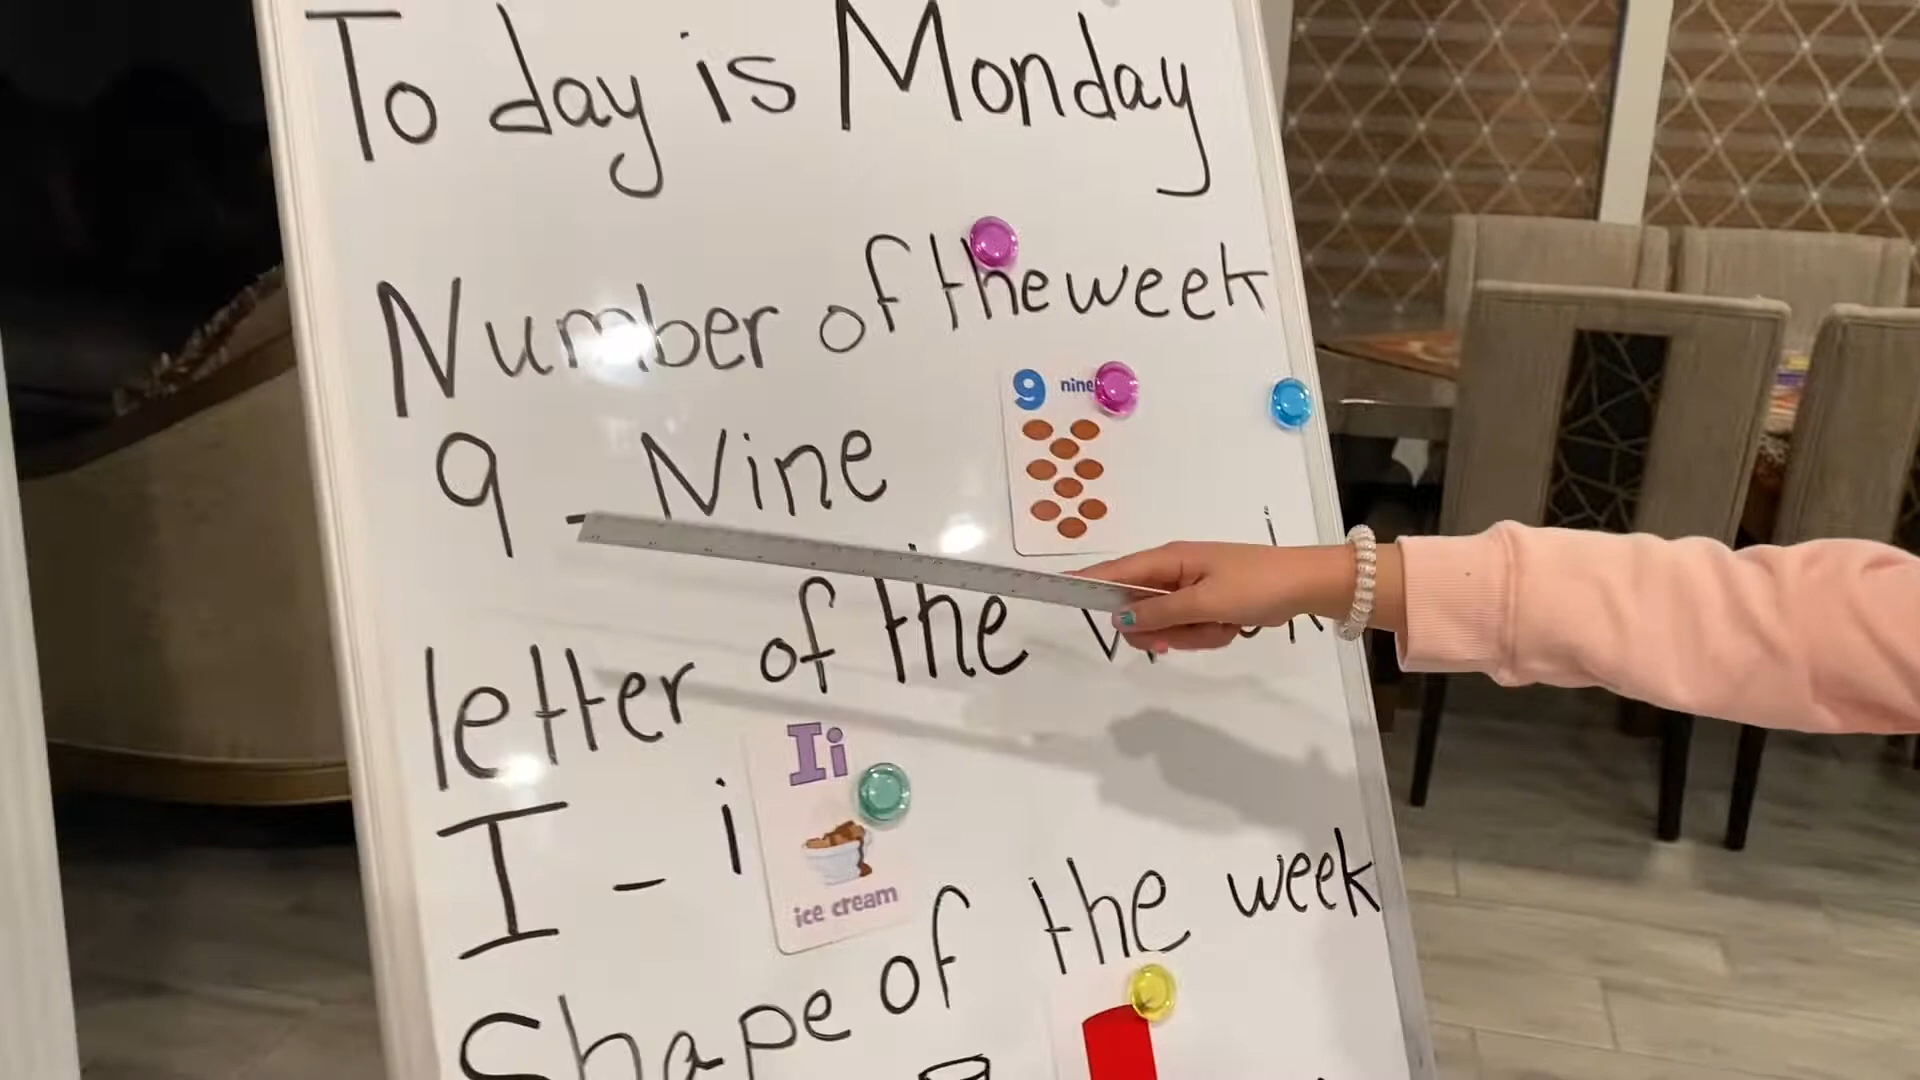 To day is Monday
Number of the week
9 - Nine
9 nine
letter of the
I - i
Ii
ice cream
Shape of the week